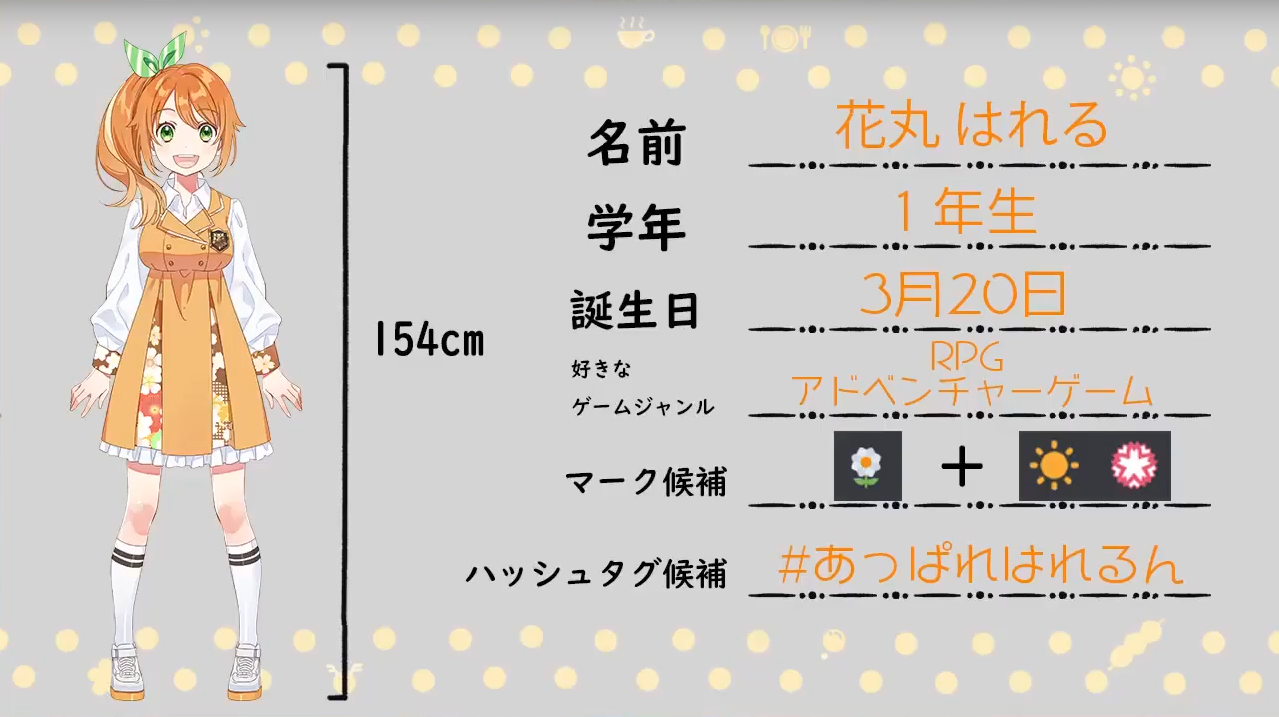 名前
花丸 はれる
学年
1年生
誕生日
3月20日
154cm
好きな
ゲームジャンル
RPG
アドベンチャーゲーム
マーク候補
+
ハッシュタグ候補
#あっぱれはれるん